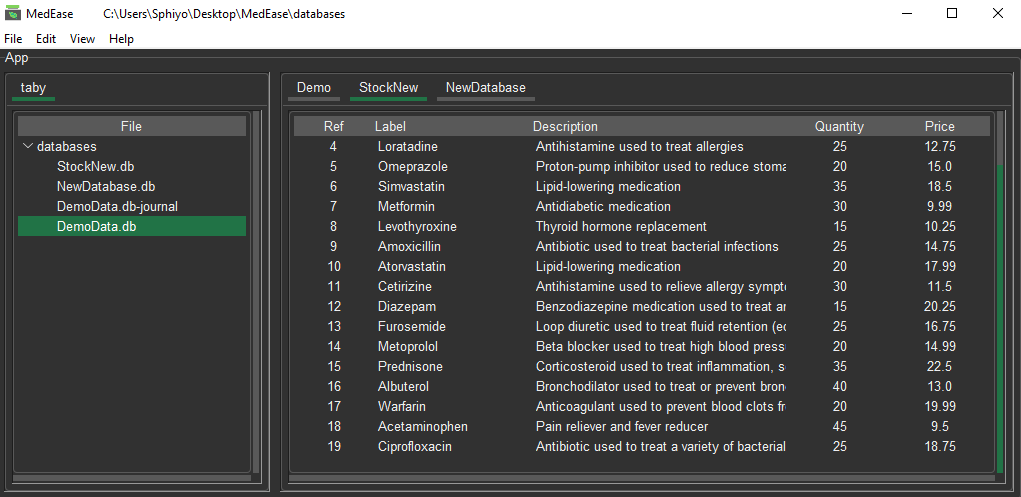 MedEase C:\Users\Sphiyo\Desktop\MedEase\databases
File Edit View Help
App
taby
File
databases
StockNew.db
NewDatabase.db
DemoData.db-journal
DemoData.db
Demo StockNew NewDatabase
Ref Label Description Quantity Price
4 Loratadine Antihistamine used to treat allergies 25 12.75
5 Omeprazole Proton-pump inhibitor used to reduce stoma 20 15.0
6 Simvastatin Lipid-lowering medication 35 18.5
7 Metformin Antidiabetic medication 30 9.99
8 Levothyroxine Thyroid hormone replacement 15 10.25
9 Amoxicillin Antibiotic used to treat bacterial infections 25 14.75
10 Atorvastatin Lipid-lowering medication 20 17.99
11 Cetirizine Antihistamine used to relieve allergy sympt 30 11.5
12 Diazepam Benzodiazepine medication used to treat ar 15 20.25
13 Furosemide Loop diuretic used to treat fluid retention (ec 25 16.75
14 Metoprolol Beta blocker used to treat high blood press 20 14.99
15 Prednisone Corticosteroid used to treat inflammation, s 35 22.5
16 Albuterol Bronchodilator used to treat or prevent bron 40 13.0
17 Warfarin Anticoagulant used to prevent blood clots fr 20 19.99
18 Acetaminophen Pain reliever and fever reducer 45 9.5
19 Ciprofloxacin Antibiotic used to treat a variety of bacterial 25 18.75